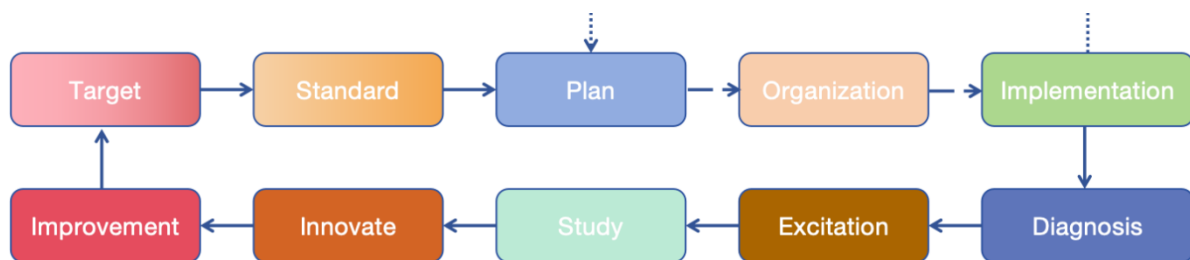 Target
Standard
Plan
Organization
Implementation
Improvement
Innovate
Study
Excitation
Diagnosis